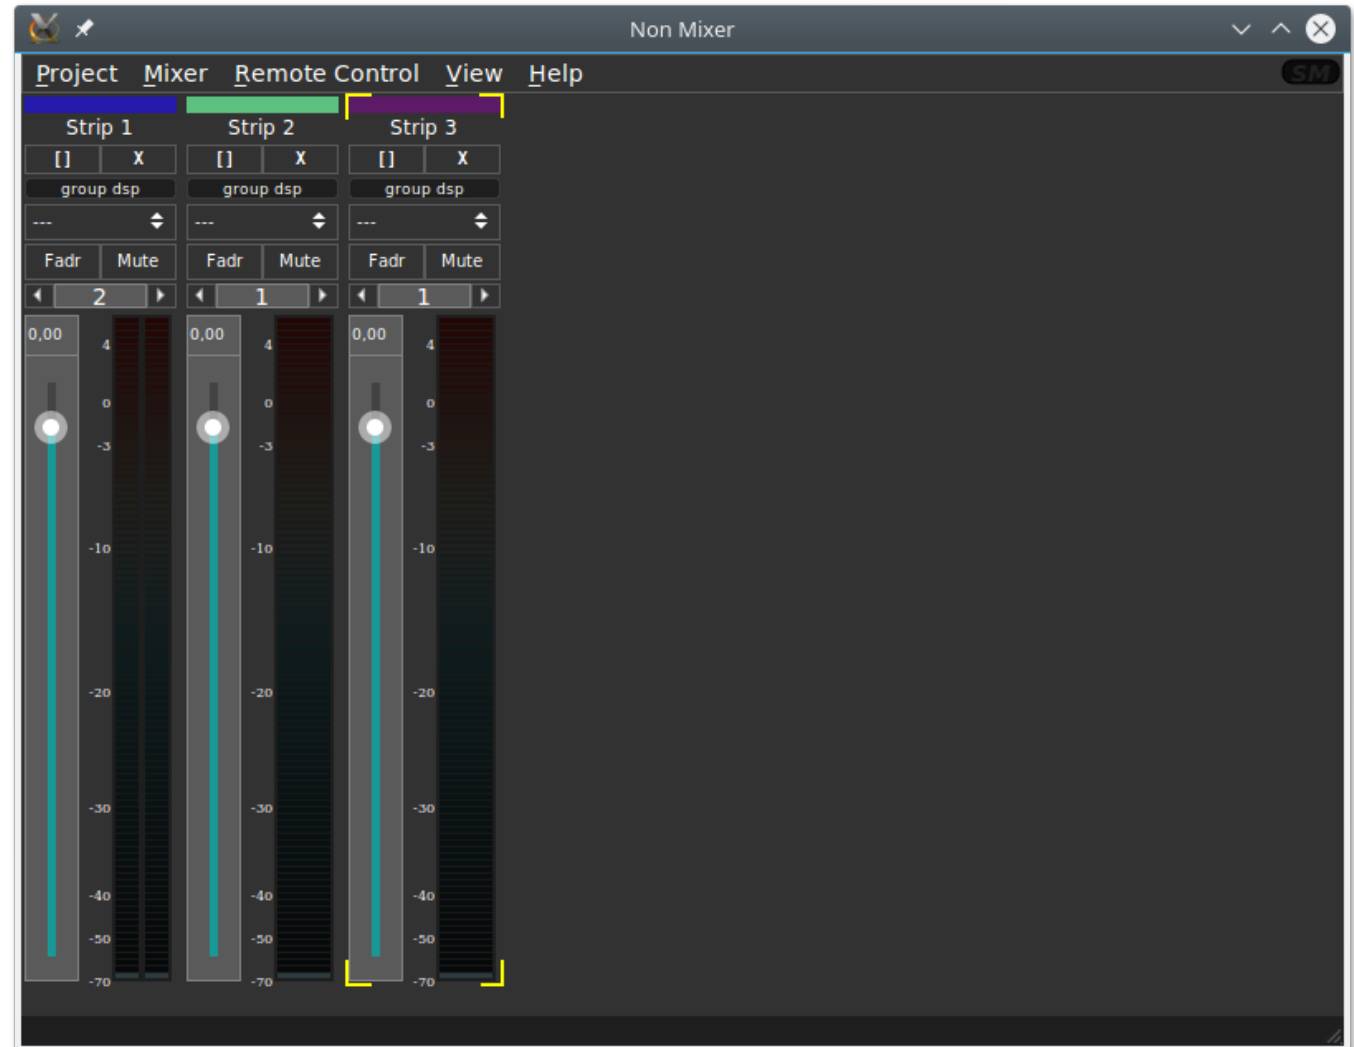 Non Mixer
Project Mixer Remote Control View Help SM
Strip 1 Strip 2 Strip 3
[] X [] X [] X
group dsp group dsp group dsp
--- --- ---
Fadr Mute Fadr Mute Fadr Mute
2 1 1
0,00 0,00 0,00
4 4 4
0 0 0
-3 -3 -3
-10 -10 -10
-20 -20 -20
-30 -30 -30
-40 -40 -40
-50 -50 -50
-70 -70 -70